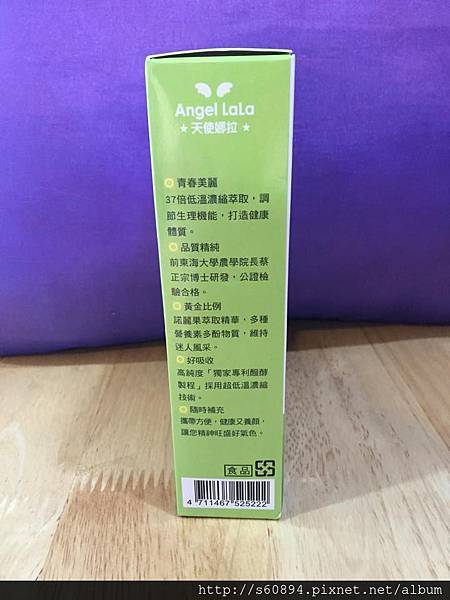 Angel LaLa
★ 天使娜拉 ★
青春美麗
37倍低溫濃縮萃取,調
節生理機能,打造健康
體質。
品質精純
前東海大學農學院長蔡
正宗博士研發,公證檢
驗合格。
黃金比例
諾麗果萃取精華,多種
營養素多酚物質,維持
迷人風采。
好吸收
高純度「獨家專利醱酵
製程」採用超低溫濃縮
技術。
隨時補充
攜帶方便,健康又養顏,
讓您精神旺盛好氣色。
食品
4 711467 525222
http://s60894.pixnet.net/album